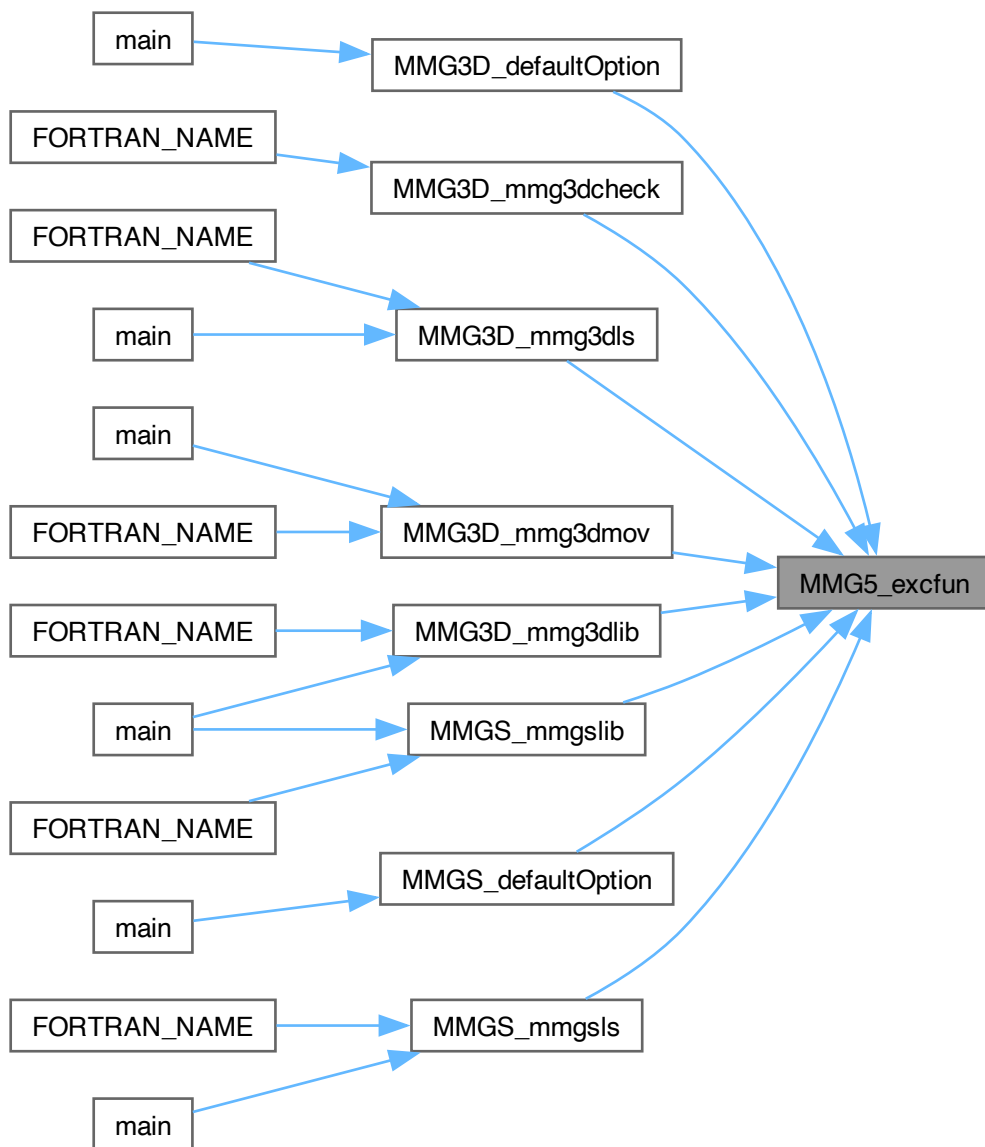 main
MMG3D_defaultOption
FORTRAN_NAME
MMG3D_mmg3dcheck
FORTRAN_NAME
main
MMG3D_mmg3dls
main
FORTRAN_NAME
MMG3D_mmg3dmov
MMG5_excfun
FORTRAN_NAME
MMG3D_mmg3dlib
main
MMGS_mmgslib
FORTRAN_NAME
MMGS_defaultOption
main
FORTRAN_NAME
MMGS_mmgsls
main